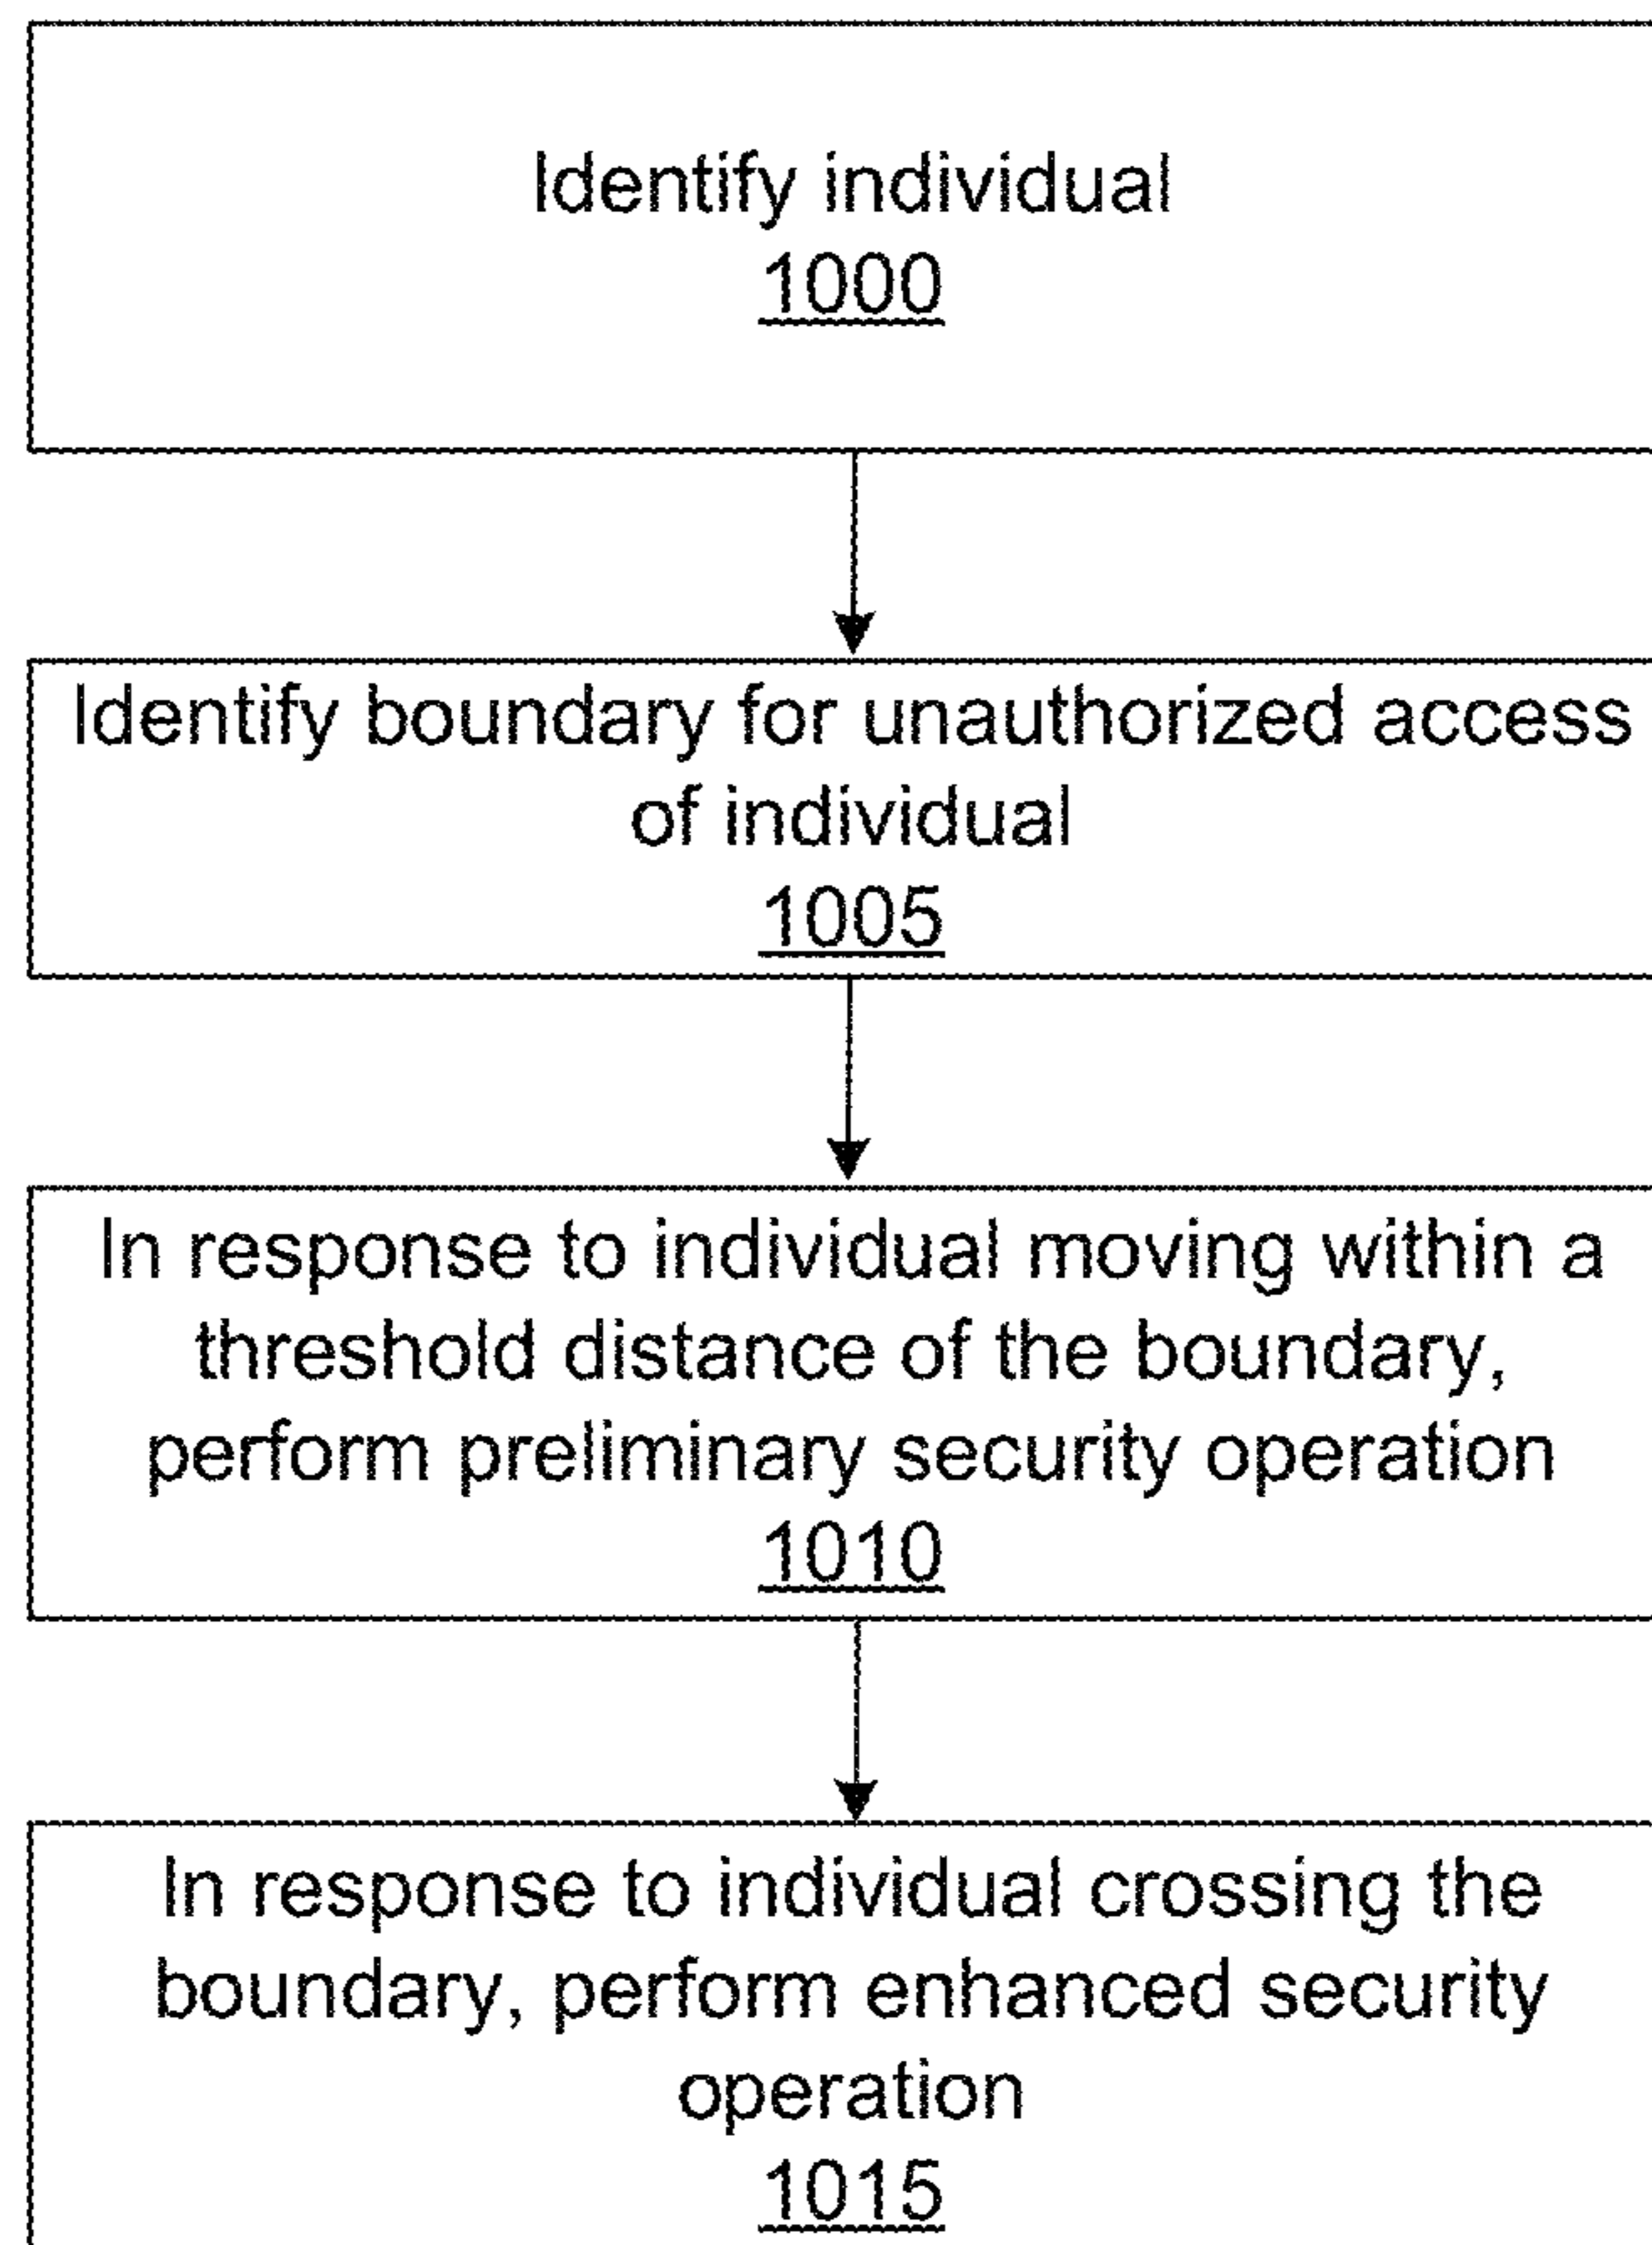 Identify individual
1000
Identify boundary for unauthorized access
of individual
1005
In response to individual moving within a
threshold distance of the boundary,
perform preliminary security operation
1010
In response to individual crossing the
boundary, perform enhanced security
operation
1015